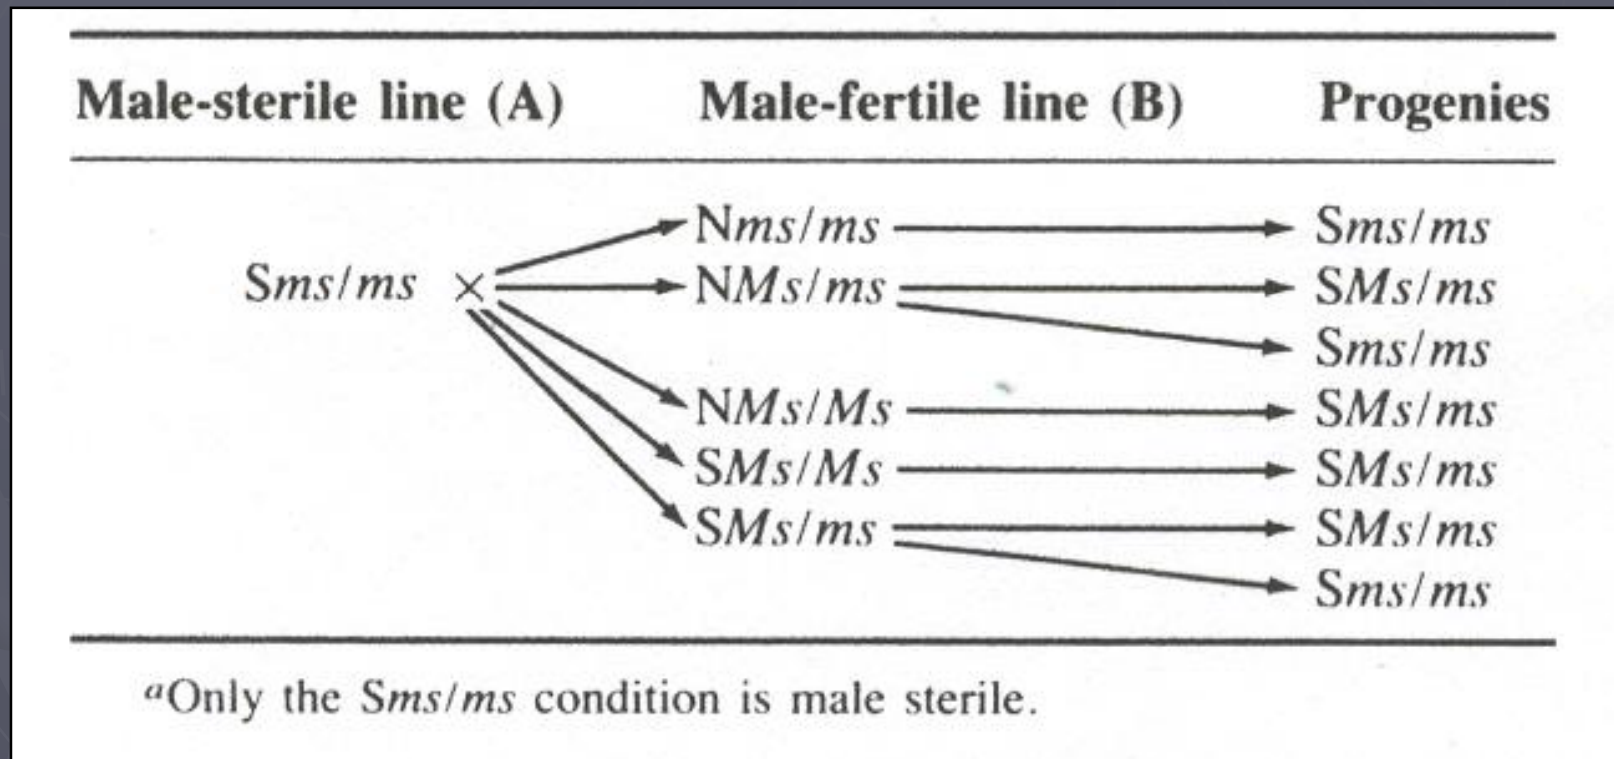 Male-sterile line (A) Male-fertile line (B) Progenies
Nms/ms Sms/ms
Sms/ms × NMs/ms SMs/ms
Sms/ms
NMs/Ms SMs/ms
SMs/Ms SMs/ms
SMs/ms SMs/ms
Sms/ms
aOnly the Sms/ms condition is male sterile.